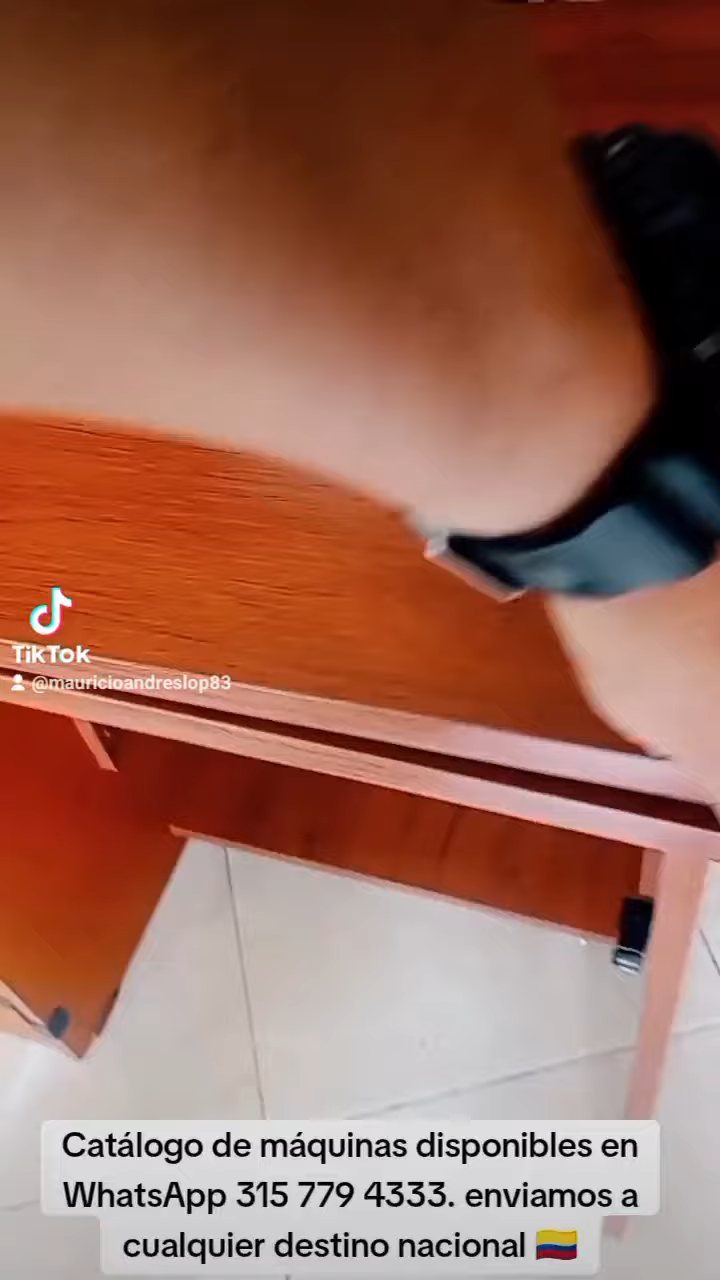 TikTok
@mauricioandreslop83
Catálogo de máquinas disponibles en
WhatsApp 315 779 4333. enviamos a
cualquier destino nacional 🇨🇴